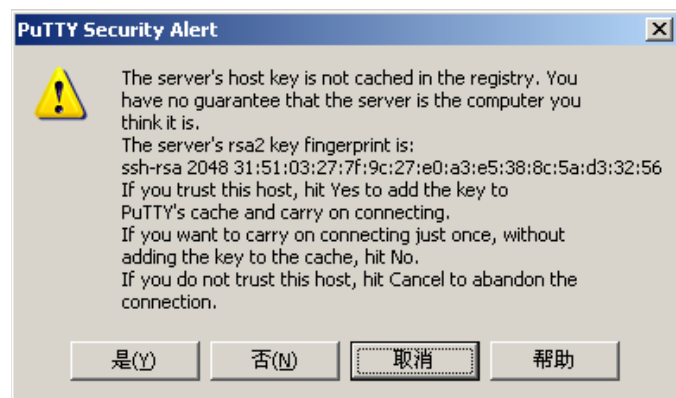 PuTTY Security Alert
The server's host key is not cached in the registry. You
have no guarantee that the server is the computer you
think it is.
The server's rsa2 key fingerprint is:
ssh-rsa 2048 31:51:03:27:7f:9c:27:e0:a3:e5:38:8c:5a:d3:32:56
If you trust this host, hit Yes to add the key to
PuTTY's cache and carry on connecting.
If you want to carry on connecting just once, without
adding the key to the cache, hit No.
If you do not trust this host, hit Cancel to abandon the
connection.
是(Y) 否(N) 取消 帮助